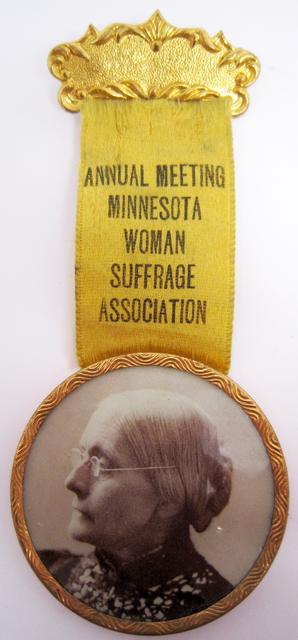 ANNUAL MEETING
MINNESOTA
WOMAN
SUFFRAGE
ASSOCIATION